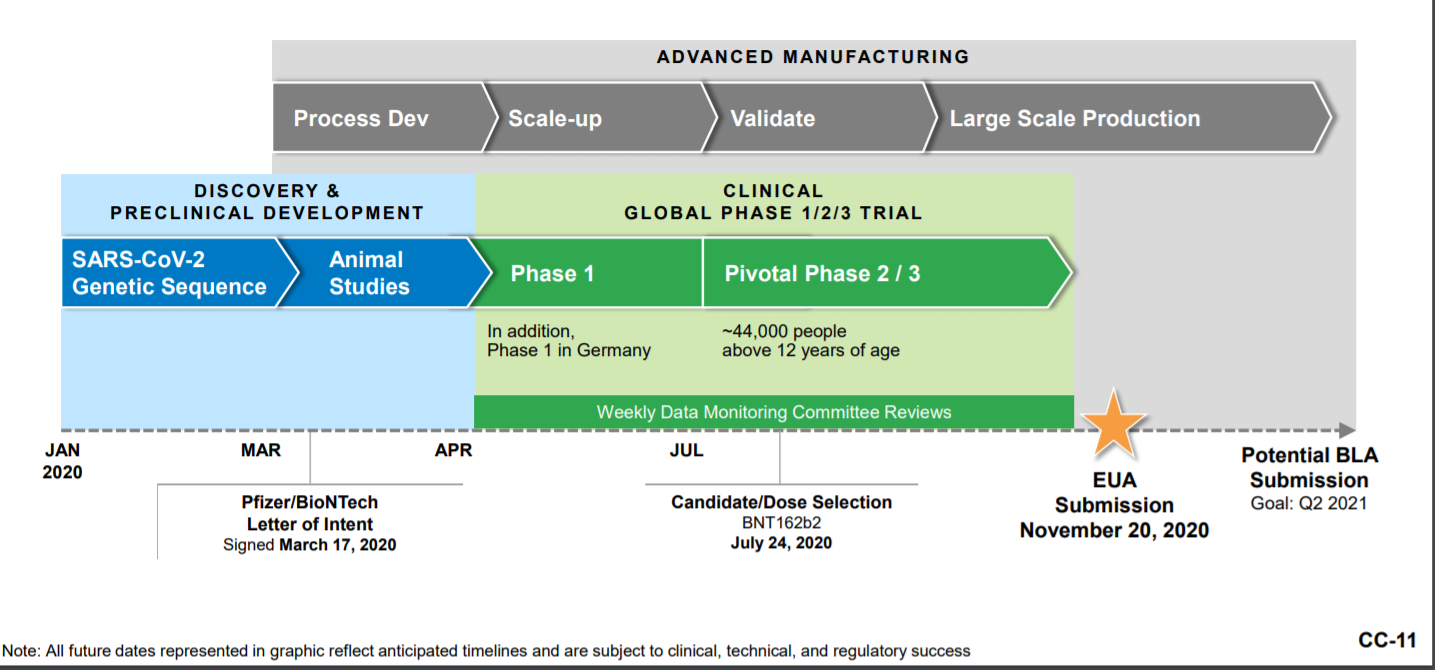 ADVANCED MANUFACTURING
Process Dev
Scale-up
Validate
Large Scale Production
DISCOVERY &
PRECLINICAL DEVELOPMENT
CLINICAL
GLOBAL PHASE 1/2/3 TRIAL
SARS-CoV-2
Genetic Sequence
Animal
Studies
Phase 1
Pivotal Phase 2 / 3
In addition,
Phase 1 in Germany
~44,000 people
above 12 years of age
Weekly Data Monitoring Committee Reviews
JAN
2020
MAR
APR
JUL
Pfizer/BioNTech
Letter of Intent
Signed March 17, 2020
Candidate/Dose Selection
BNT162b2
July 24, 2020
EUA
Submission
November 20, 2020
Potential BLA
Submission
Goal: Q2 2021
CC-11
Note: All future dates represented in graphic reflect anticipated timelines and are subject to clinical, technical, and regulatory success